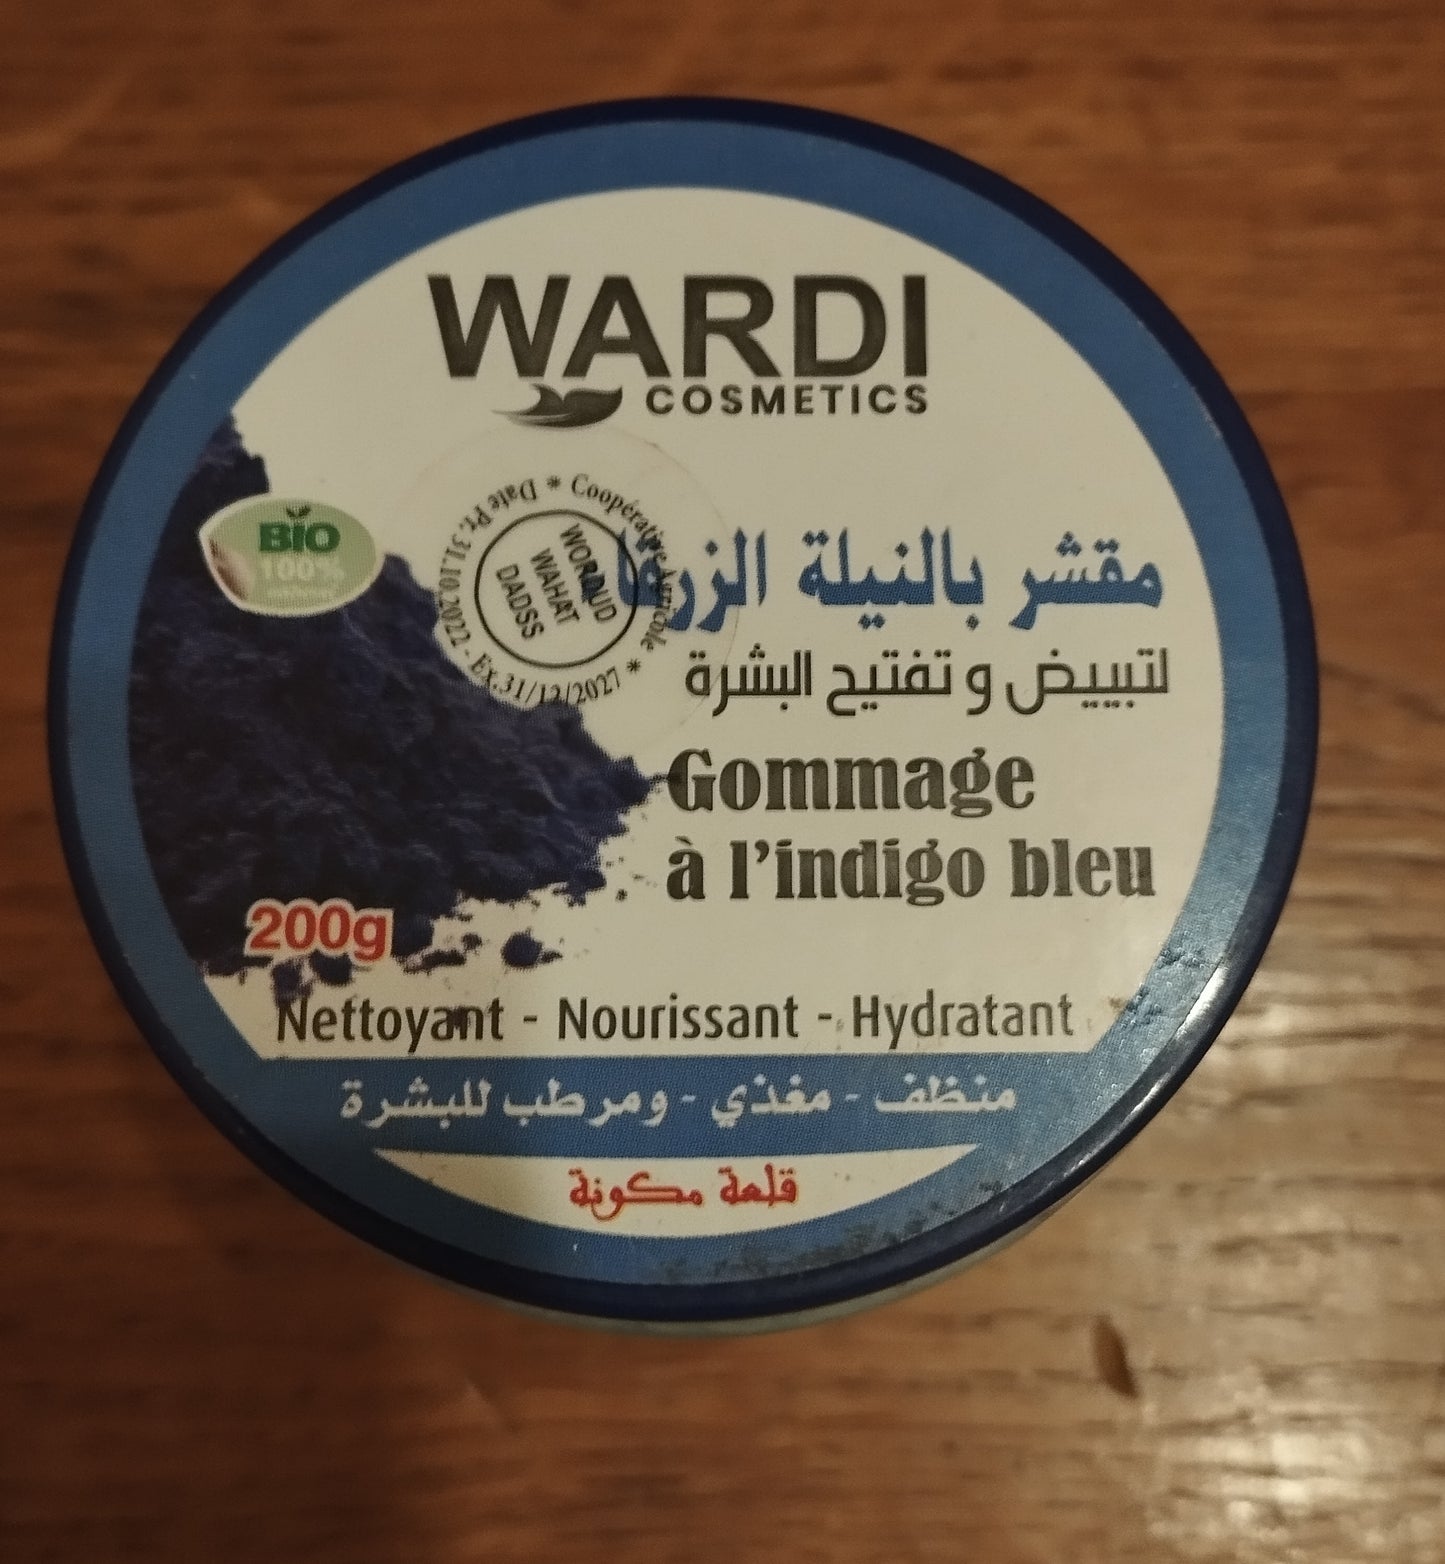 WARDI
COSMETICS
BIO
100%
* Coopérative Agricole *
Date Pr. 31.10.2022 - Ex.31/12/2027
WOROUD
WAHAT
DADSS
مقشر بالنيلة الزرقا
لتبييض و تفتيح البشرة
Gommage
à l'indigo bleu
200g
Nettoyant - Nourissant - Hydratant
منظف - مغذي - ومرطب للبشرة
قلعة مكونة